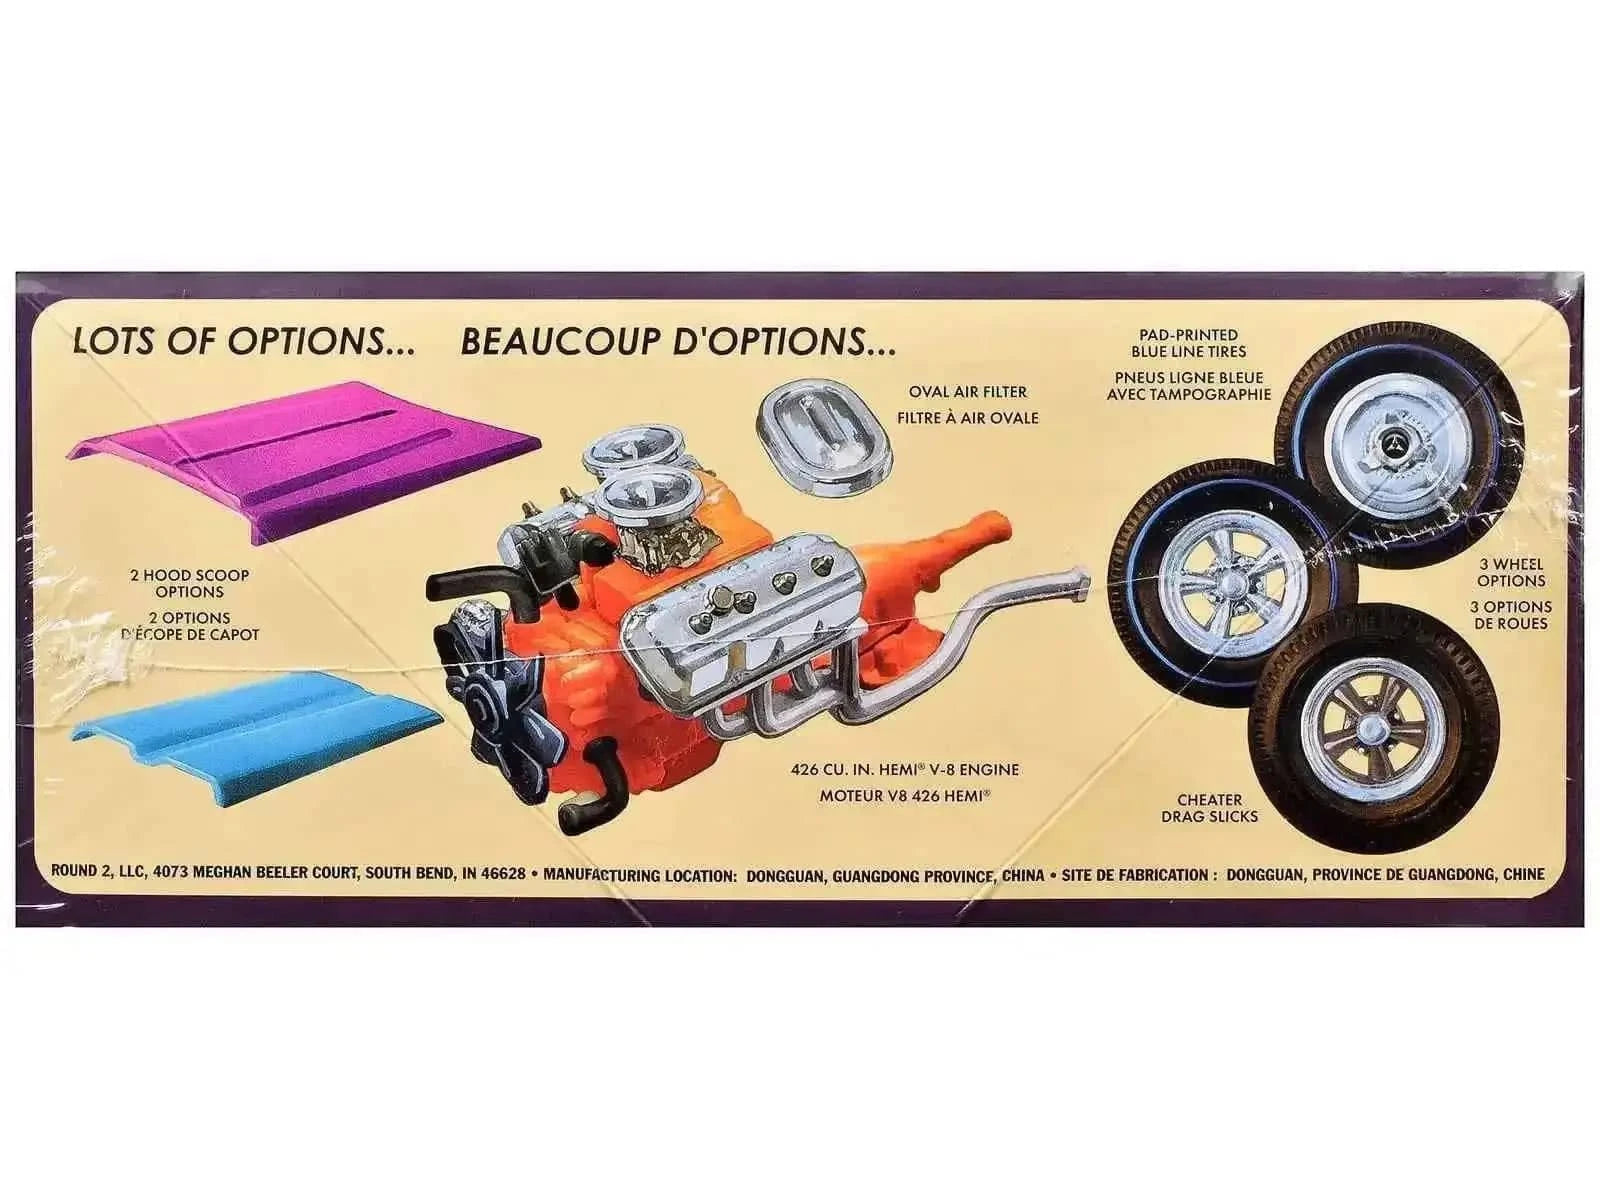 LOTS OF OPTIONS...
BEAUCOUP D'OPTIONS...
PAD-PRINTED
BLUE LINE TIRES
PNEUS LIGNE BLEUE
AVEC TAMPOGRAPHIE
OVAL AIR FILTER
FILTRE À AIR OVALE
2 HOOD SCOOP
OPTIONS
2 OPTIONS
D'ÉCOPE DE CAPOT
3 WHEEL
OPTIONS
3 OPTIONS
DE ROUES
426 CU. IN. HEMI® V-8 ENGINE
MOTEUR V8 426 HEMI®
CHEATER
DRAG SLICKS
ROUND 2, LLC, 4073 MEGHAN BEELER COURT, SOUTH BEND, IN 46628 • MANUFACTURING LOCATION: DONGGUAN, GUANGDONG PROVINCE, CHINA • SITE DE FABRICATION : DONGGUAN, PROVINCE DE GUANGDONG, CHINE